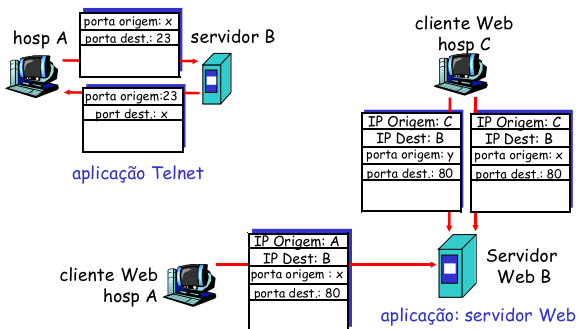 hosp A
porta origem: x
porta dest.: 23
servidor B
porta origem:23
port dest.: x
aplicação Telnet
cliente Web
hosp C
IP Origem: C
IP Dest: B
porta origem: y
porta dest.: 80
IP Origem: C
IP Dest: B
porta origem: x
porta dest.: 80
cliente Web
hosp A
IP Origem: A
IP Dest: B
porta origem : x
porta dest.: 80
Servidor
Web B
aplicação: servidor Web